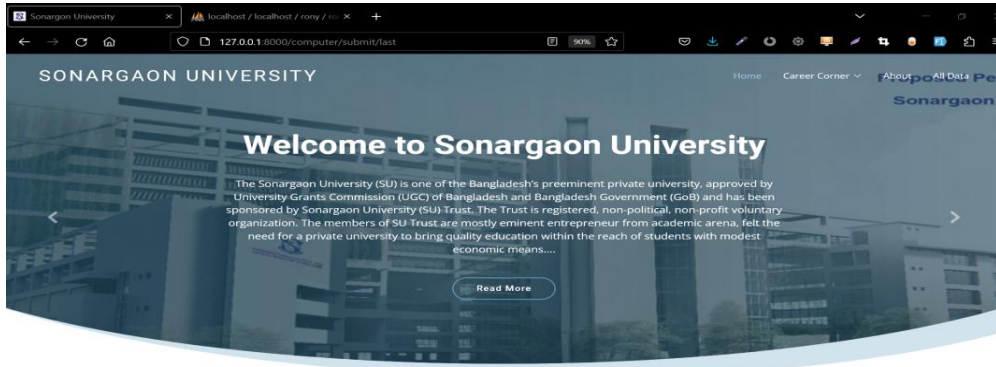 Sonargon University
localhost / localhost / rony /
127.0.0.1:8000/computer/submit/last
90%
SONARGAON UNIVERSITY
Home
Career Corner
About
All Data
Sonargaon
Welcome to Sonargaon University
The Sonargaon University (SU) is one of the Bangladesh's preeminent private university, approved by
University Grants Commission (UGC) of Bangladesh and Bangladesh Government (GoB) and has been
sponsored by Sonargaon University (SU) Trust. The Trust is registered, non-political, non-profit voluntary
organization. The members of SU Trust are mostly eminent entrepreneur from academic arena, felt the
need for a private university to bring quality education within the reach of students with modest
economic means....
Read More